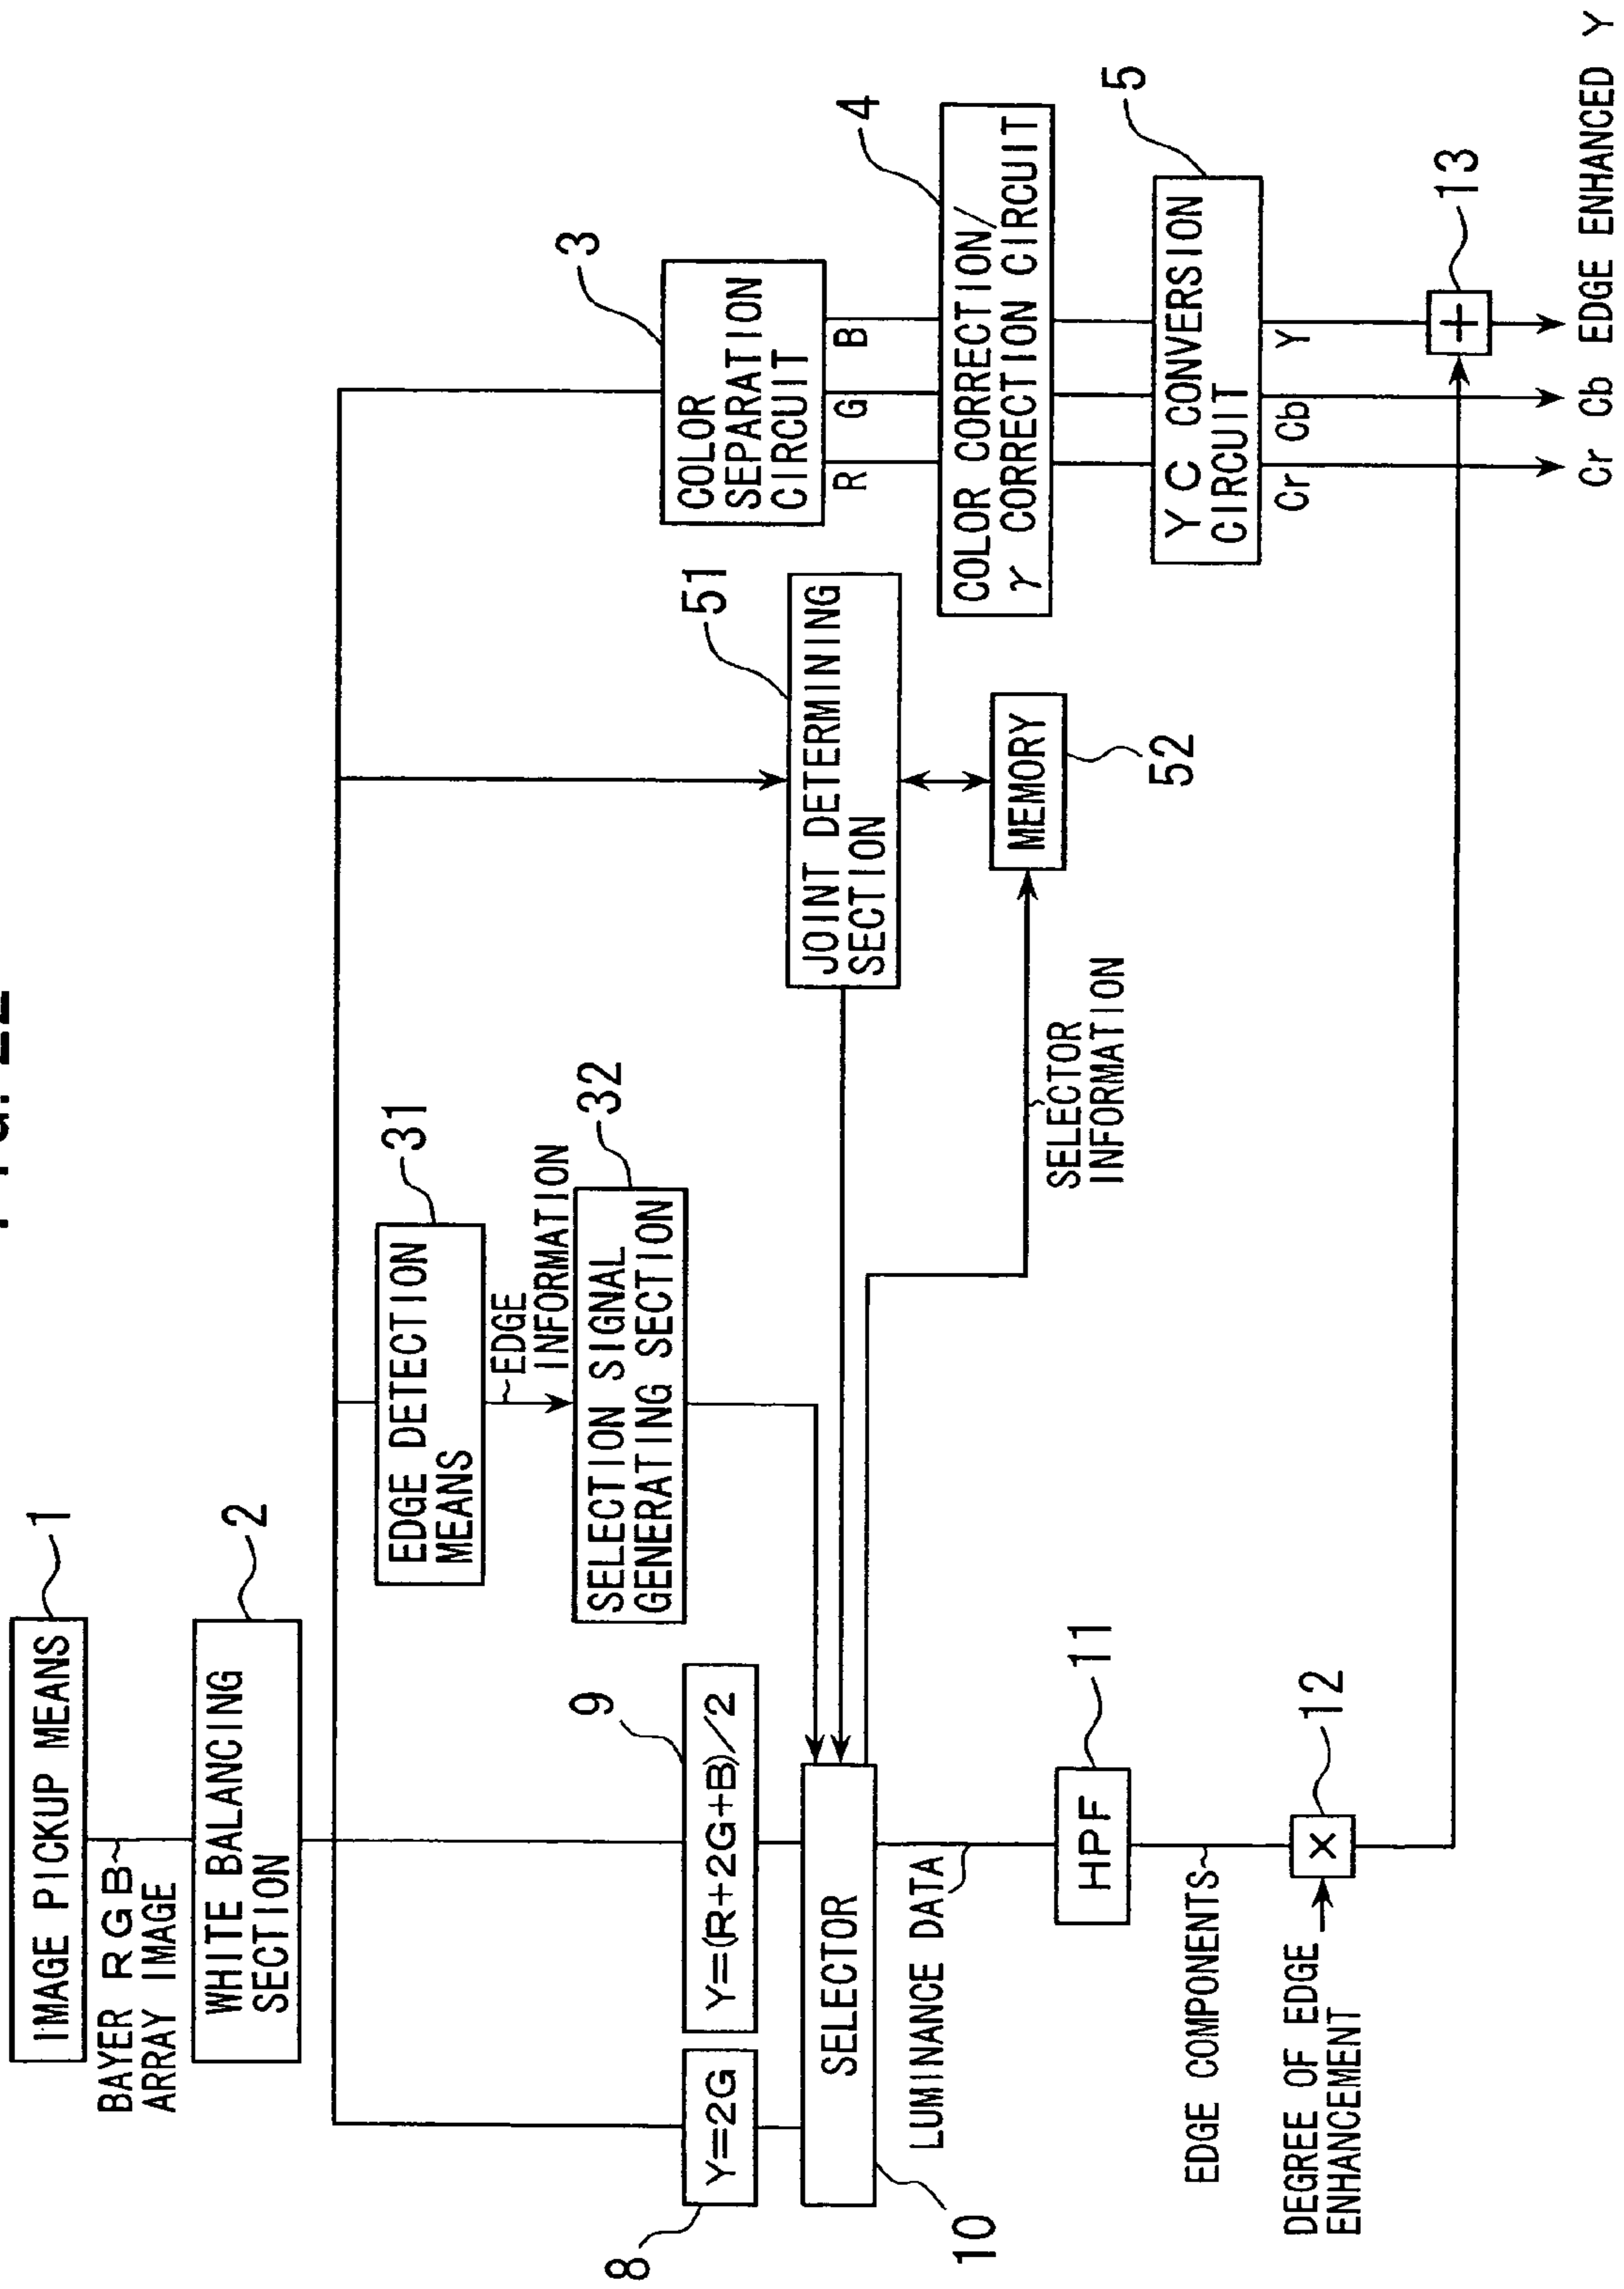 1
IMAGE PICKUP MEANS
BAYER RGB
ARRAY IMAGE
2
WHITE BALANCING
SECTION
31
EDGE DETECTION
MEANS
EDGE
INFORMATION
32
SELECTION SIGNAL
GENERATING SECTION
8
Y=2G
9
Y=(R+2G+B)/2
SELECTOR
10
LUMINANCE DATA
HPF
11
EDGE COMPONENTS
DEGREE OF EDGE
ENHANCEMENT
×
12
51
JOINT DETERMINING
SECTION
MEMORY
52
SELECTOR
INFORMATION
3
COLOR
SEPARATION
CIRCUIT
R G B
4
COLOR CORRECTION/
γ CORRECTION CIRCUIT
5
Y C CONVERSION
CIRCUIT
Cr Cb Y
+
13
Cr Cb EDGE ENHANCED Y